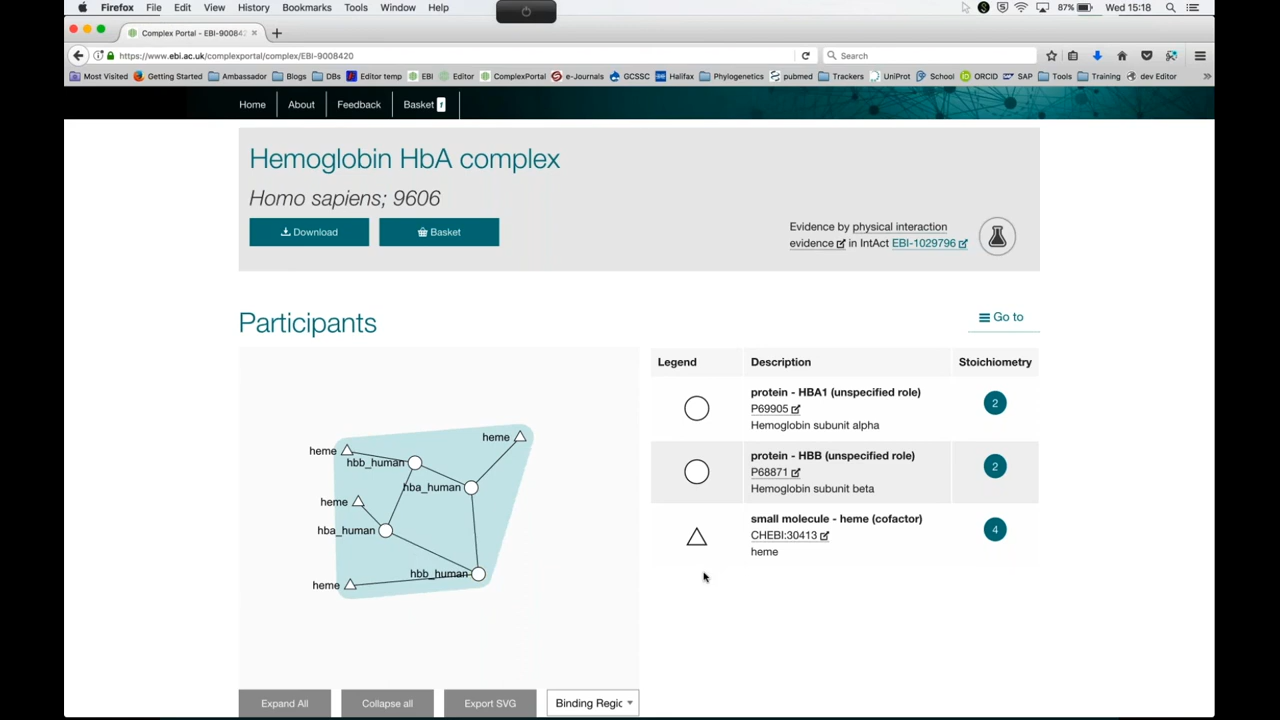 Firefox File Edit View History Bookmarks Tools Window Help 87% Wed 15:18
Complex Portal - EBI-9008420
https://www.ebi.ac.uk/complexportal/complex/EBI-9008420 Search
Most Visited Getting Started Ambassador Blogs DBs Editor temp EBI Editor ComplexPortal e-Journals GCSSC Halifax Phylogenetics pubmed Trackers UniProt School ORCID SAP Tools Training dev Editor
Home About Feedback Basket 1
Hemoglobin HbA complex
Homo sapiens; 9606
Download Basket
Evidence by physical interaction
evidence in IntAct EBI-1029796
Participants
Go to
Legend Description Stoichiometry
protein - HBA1 (unspecified role)
P69905
Hemoglobin subunit alpha
2
protein - HBB (unspecified role)
P68871
Hemoglobin subunit beta
2
small molecule - heme (cofactor)
CHEBI:30413
heme
4
heme
heme
hbb_human
hba_human
heme
hba_human
hbb_human
heme
Expand All Collapse all Export SVG Binding Regic